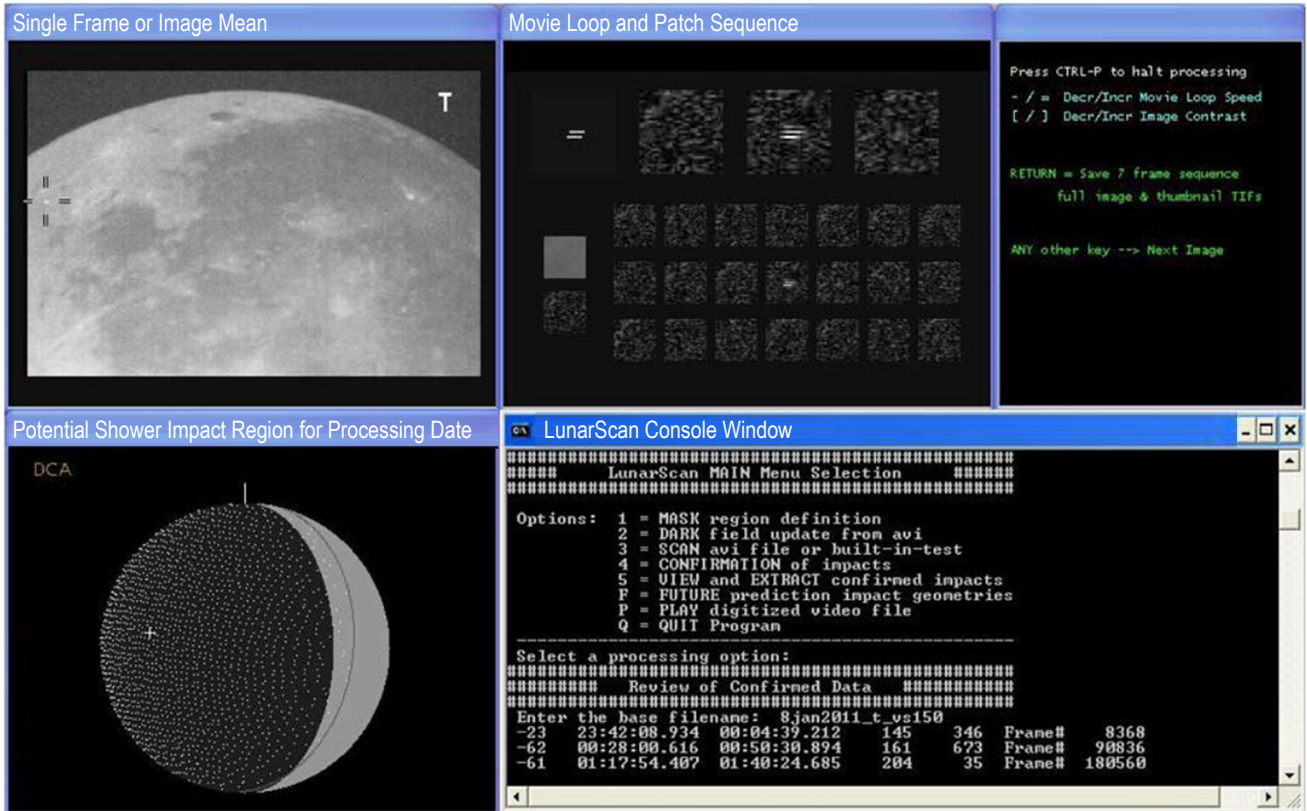 Single Frame or Image Mean
T
Movie Loop and Patch Sequence
Press CTRL-P to halt processing
- / = Decr/Incr Movie Loop Speed
[ / ] Decr/Incr Image Contrast
RETURN = Save 7 frame sequence
full image & thumbnail TIFs
ANY other key --> Next Image
Potential Shower Impact Region for Processing Date
DCA
C:\ LunarScan Console Window
##### LunarScan MAIN Menu Selection ######
Options: 1 = MASK region definition
2 = DARK field update from avi
3 = SCAN avi file or built-in-test
4 = CONFIRMATION of impacts
5 = VIEW and EXTRACT confirmed impacts
F = FUTURE prediction impact geometries
P = PLAY digitized video file
Q = QUIT Program
Select a processing option:
######### Review of Confirmed Data ###########
Enter the base filename: 8jan2011_t_vs150
-23 23:42:08.934 00:04:39.212 145 346 Frame# 8368
-62 00:28:00.616 00:50:30.894 161 673 Frame# 90836
-61 01:17:54.407 01:40:24.685 204 35 Frame# 180560